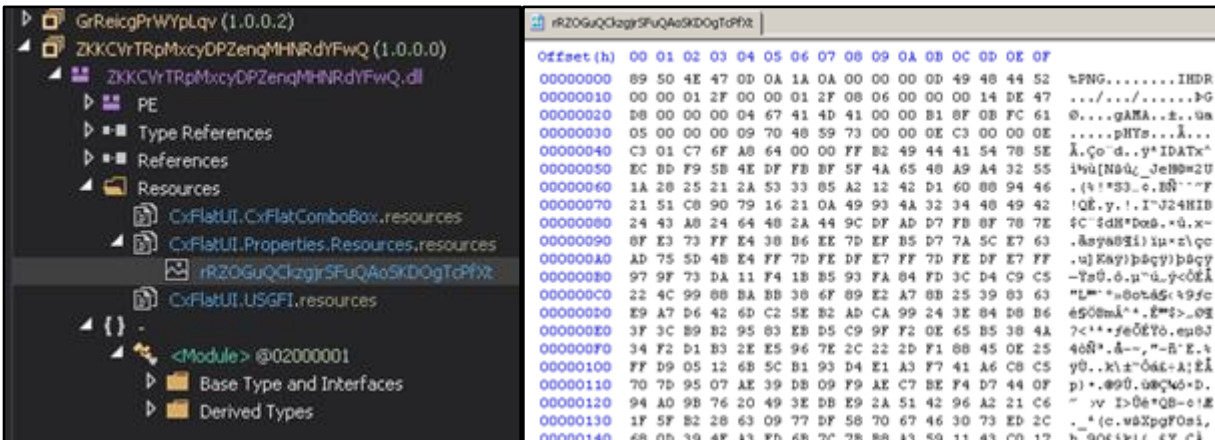 GrReicgPrWYpLqv (1.0.0.2)
ZKKCVrTRpMxcyDPZenqMHNRdYFwQ (1.0.0.0)
ZKKCVrTRpMxcyDPZenqMHNRdYFwQ.dll
PE
Type References
References
Resources
CxFlatUI.CxFlatComboBox.resources
CxFlatUI.Properties.Resources.resources
rRZOGuQCkzgjrSFuQAoSKDOgTcPfXt
CxFlatUI.USGFI.resources
{ } -
<Module> @02000001
Base Type and Interfaces
Derived Types
rRZOGuQCkzgjrSFuQAoSKDOgTcPfXt
Offset(h) 00 01 02 03 04 05 06 07 08 09 0A 0B 0C 0D 0E 0F
00000000 89 50 4E 47 0D 0A 1A 0A 00 00 00 0D 49 48 44 52 ‰PNG........IHDR
00000010 00 00 01 2F 00 00 01 2F 08 06 00 00 00 14 DE 47 .../.../......ÞG
00000020 D8 00 00 00 04 67 41 4D 41 00 00 B1 8F 0B FC 61 Ø....gAMA..±..üa
00000030 05 00 00 00 09 70 48 59 73 00 00 0E C3 00 00 0E .....pHYs...Ã...
00000040 C3 01 C7 6F A8 64 00 00 FF B2 49 44 41 54 78 5E Ã.Ço¨d..ÿ²IDATx^
00000050 EC BD F9 5B 4E DF FB BF 5F 4A 65 48 A9 A4 32 55
00000060 1A 28 25 21 2A 53 33 85 A2 12 42 D1 60 88 94 46
00000070 21 51 C8 90 79 16 21 0A 49 93 4A 32 34 48 49 42
00000080 24 43 A8 24 64 48 2A 44 9C DF AD D7 FB 8F 78 7E
00000090 8F E3 73 FF E4 38 B6 EE 7D EF B5 D7 7A 5C E7 63
000000A0 AD 75 5D 4B E4 FF 7D FE DF E7 FF 7D FE DF E7 FF
000000B0 97 9F 73 DA 11 F4 1B B5 93 FA 84 FD 3C D4 C9 C5
000000C0 22 4C 99 88 BA BB 38 6F 89 E2 A7 8B 25 39 83 63
000000D0 E9 A7 D6 42 6D C2 5E B2 AD CA 99 24 3E 84 D8 B6
000000E0 3F 3C B9 B2 95 83 EB D5 C9 9F F2 0E 65 B5 38 4A
000000F0 34 F2 D1 B3 2E E5 96 7E 2C 22 2D F1 88 45 0E 25
00000100 FF D9 05 12 6B 5C B1 93 D4 E1 A3 F7 41 A6 C8 C5
00000110 70 7D 95 07 AE 39 DB 09 F9 AE C7 BE F4 D7 44 0F
00000120 94 A0 9B 76 20 49 3E DB E9 2A 51 42 96 A2 21 C6
00000130 1F 5F B2 28 63 09 77 DF 58 70 67 46 30 73 ED 2C